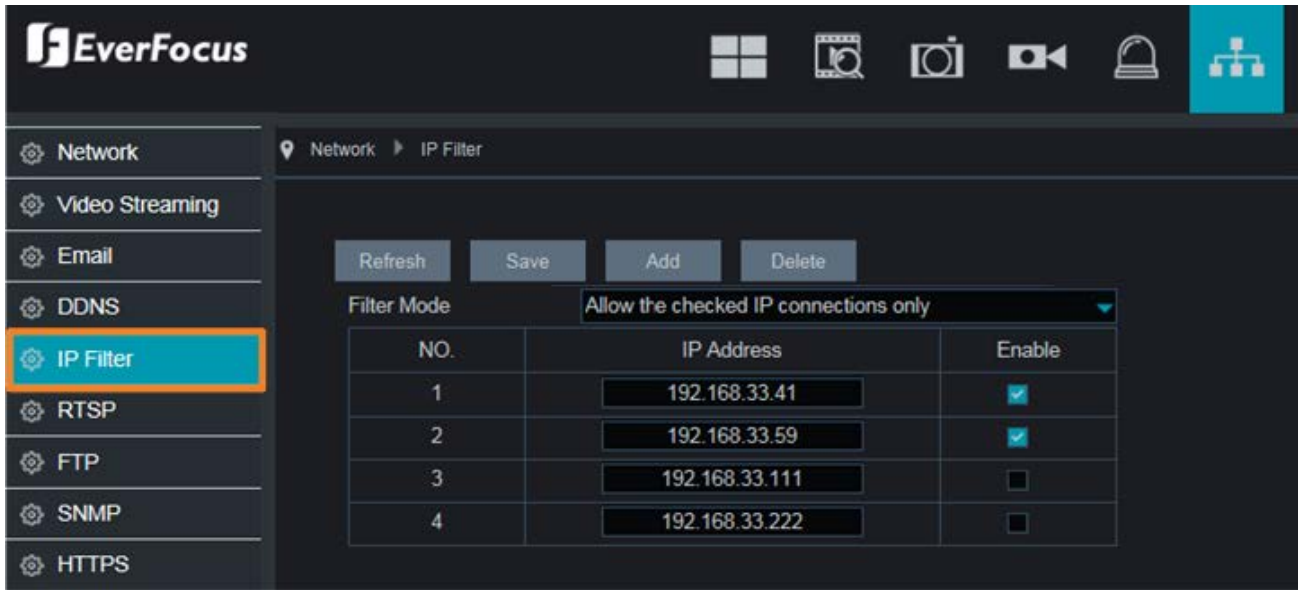 EverFocus
Network
Video Streaming
Email
DDNS
IP Filter
RTSP
FTP
SNMP
HTTPS
Network IP Filter
Refresh Save Add Delete
Filter Mode Allow the checked IP connections only
NO. IP Address Enable
1 192.168.33.41
2 192.168.33.59
3 192.168.33.111
4 192.168.33.222